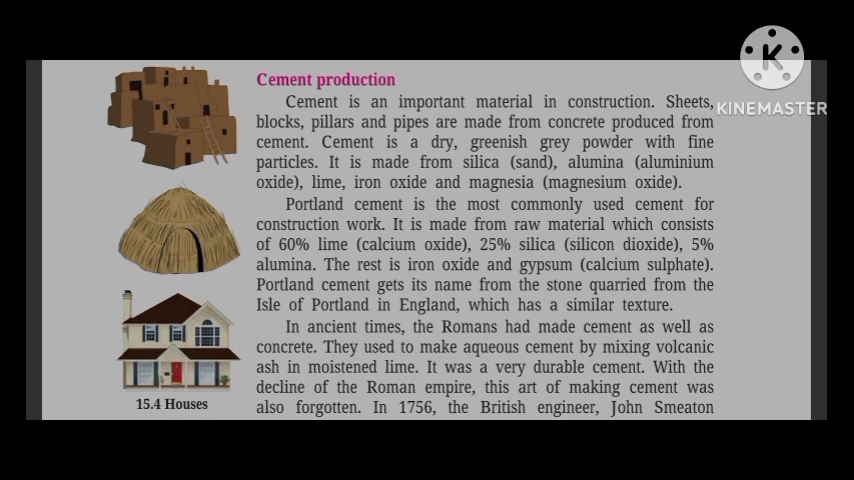 Cement production
Cement is an important material in construction. Sheets,
blocks, pillars and pipes are made from concrete produced from
cement. Cement is a dry, greenish grey powder with fine
particles. It is made from silica (sand), alumina (aluminium
oxide), lime, iron oxide and magnesia (magnesium oxide).
Portland cement is the most commonly used cement for
construction work. It is made from raw material which consists
of 60% lime (calcium oxide), 25% silica (silicon dioxide), 5%
alumina. The rest is iron oxide and gypsum (calcium sulphate).
Portland cement gets its name from the stone quarried from the
Isle of Portland in England, which has a similar texture.
In ancient times, the Romans had made cement as well as
concrete. They used to make aqueous cement by mixing volcanic
ash in moistened lime. It was a very durable cement. With the
decline of the Roman empire, this art of making cement was
also forgotten. In 1756, the British engineer, John Smeaton
15.4 Houses
K
KINEMASTER